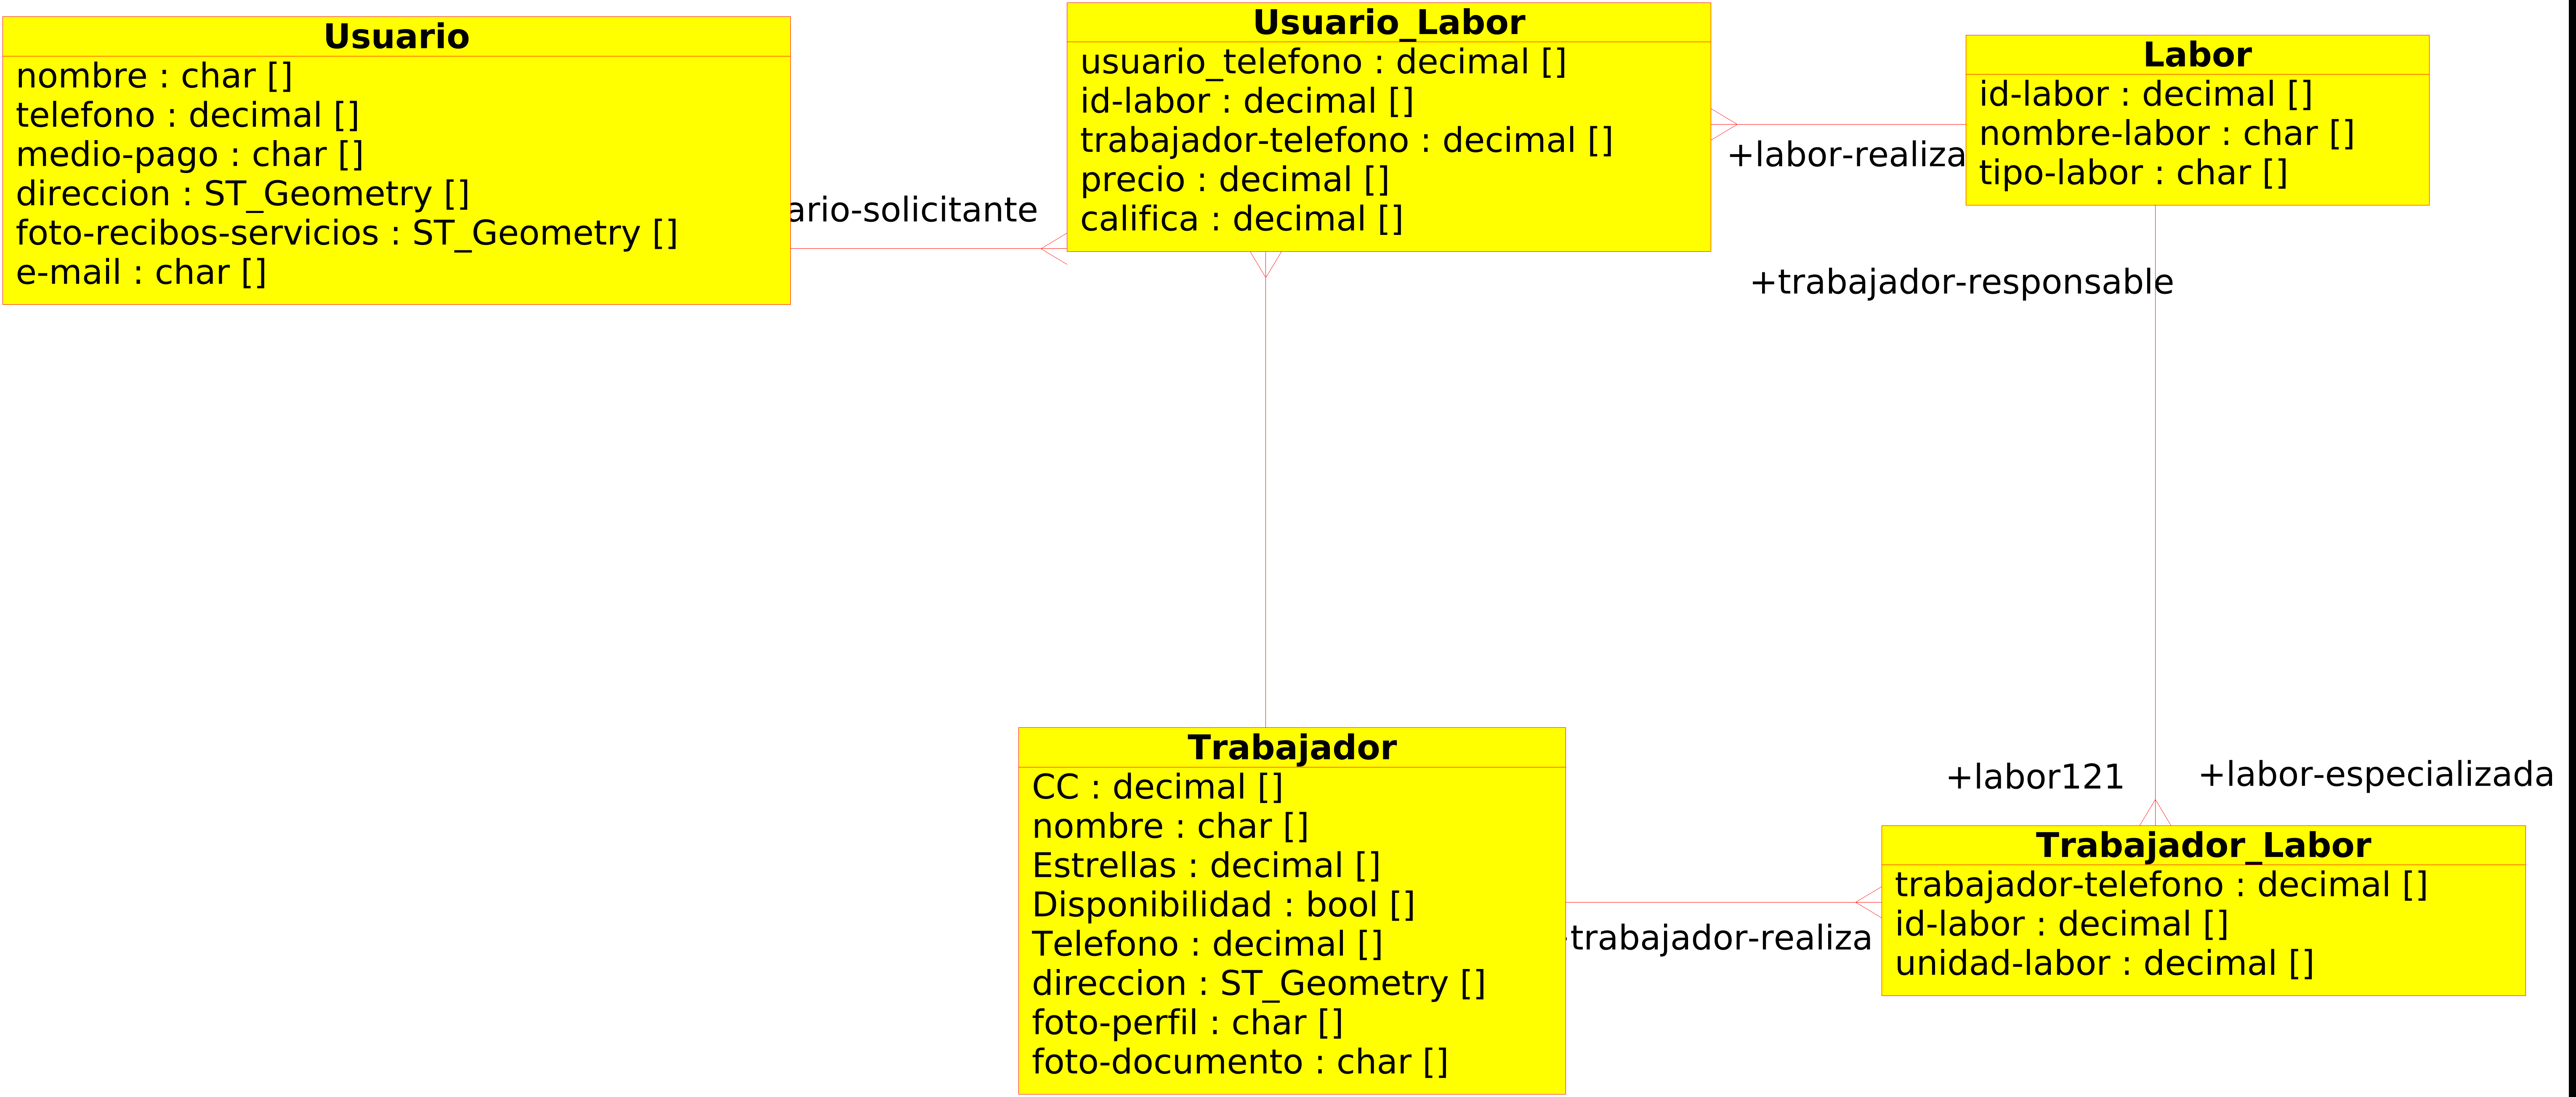 Usuario
nombre : char []
telefono : decimal []
medio-pago : char []
direccion : ST_Geometry []
foto-recibos-servicios : ST_Geometry []
e-mail : char []
ario-solicitante
Usuario_Labor
usuario_telefono : decimal []
id-labor : decimal []
trabajador-telefono : decimal []
precio : decimal []
califica : decimal []
+labor-realiza
Labor
id-labor : decimal []
nombre-labor : char []
tipo-labor : char []
+trabajador-responsable
Trabajador
CC : decimal []
nombre : char []
Estrellas : decimal []
Disponibilidad : bool []
Telefono : decimal []
direccion : ST_Geometry []
foto-perfil : char []
foto-documento : char []
trabajador-realiza
+labor121
+labor-especializada
Trabajador_Labor
trabajador-telefono : decimal []
id-labor : decimal []
unidad-labor : decimal []